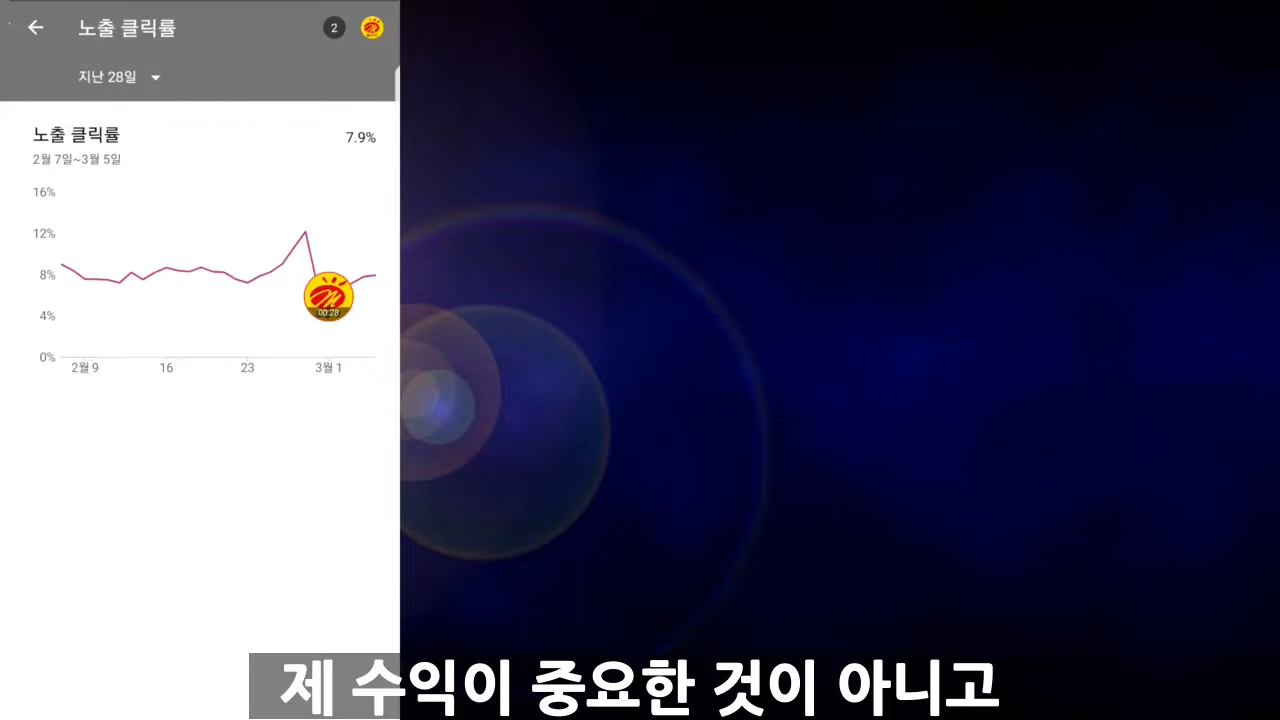 노출 클릭률
2
지난 28일
노출 클릭률
7.9%
2월 7일~3월 5일
16%
12%
8%
4%
0%
00:28
2월 9
16
23
3월 1
제 수익이 중요한 것이 아니고